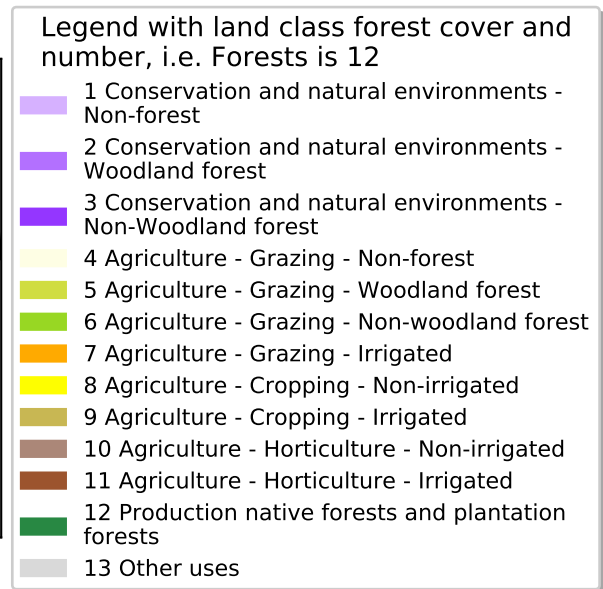 Legend with land class forest cover and
number, i.e. Forests is 12
1 Conservation and natural environments -
Non-forest
2 Conservation and natural environments -
Woodland forest
3 Conservation and natural environments -
Non-Woodland forest
4 Agriculture - Grazing - Non-forest
5 Agriculture - Grazing - Woodland forest
6 Agriculture - Grazing - Non-woodland forest
7 Agriculture - Grazing - Irrigated
8 Agriculture - Cropping - Non-irrigated
9 Agriculture - Cropping - Irrigated
10 Agriculture - Horticulture - Non-irrigated
11 Agriculture - Horticulture - Irrigated
12 Production native forests and plantation
forests
13 Other uses